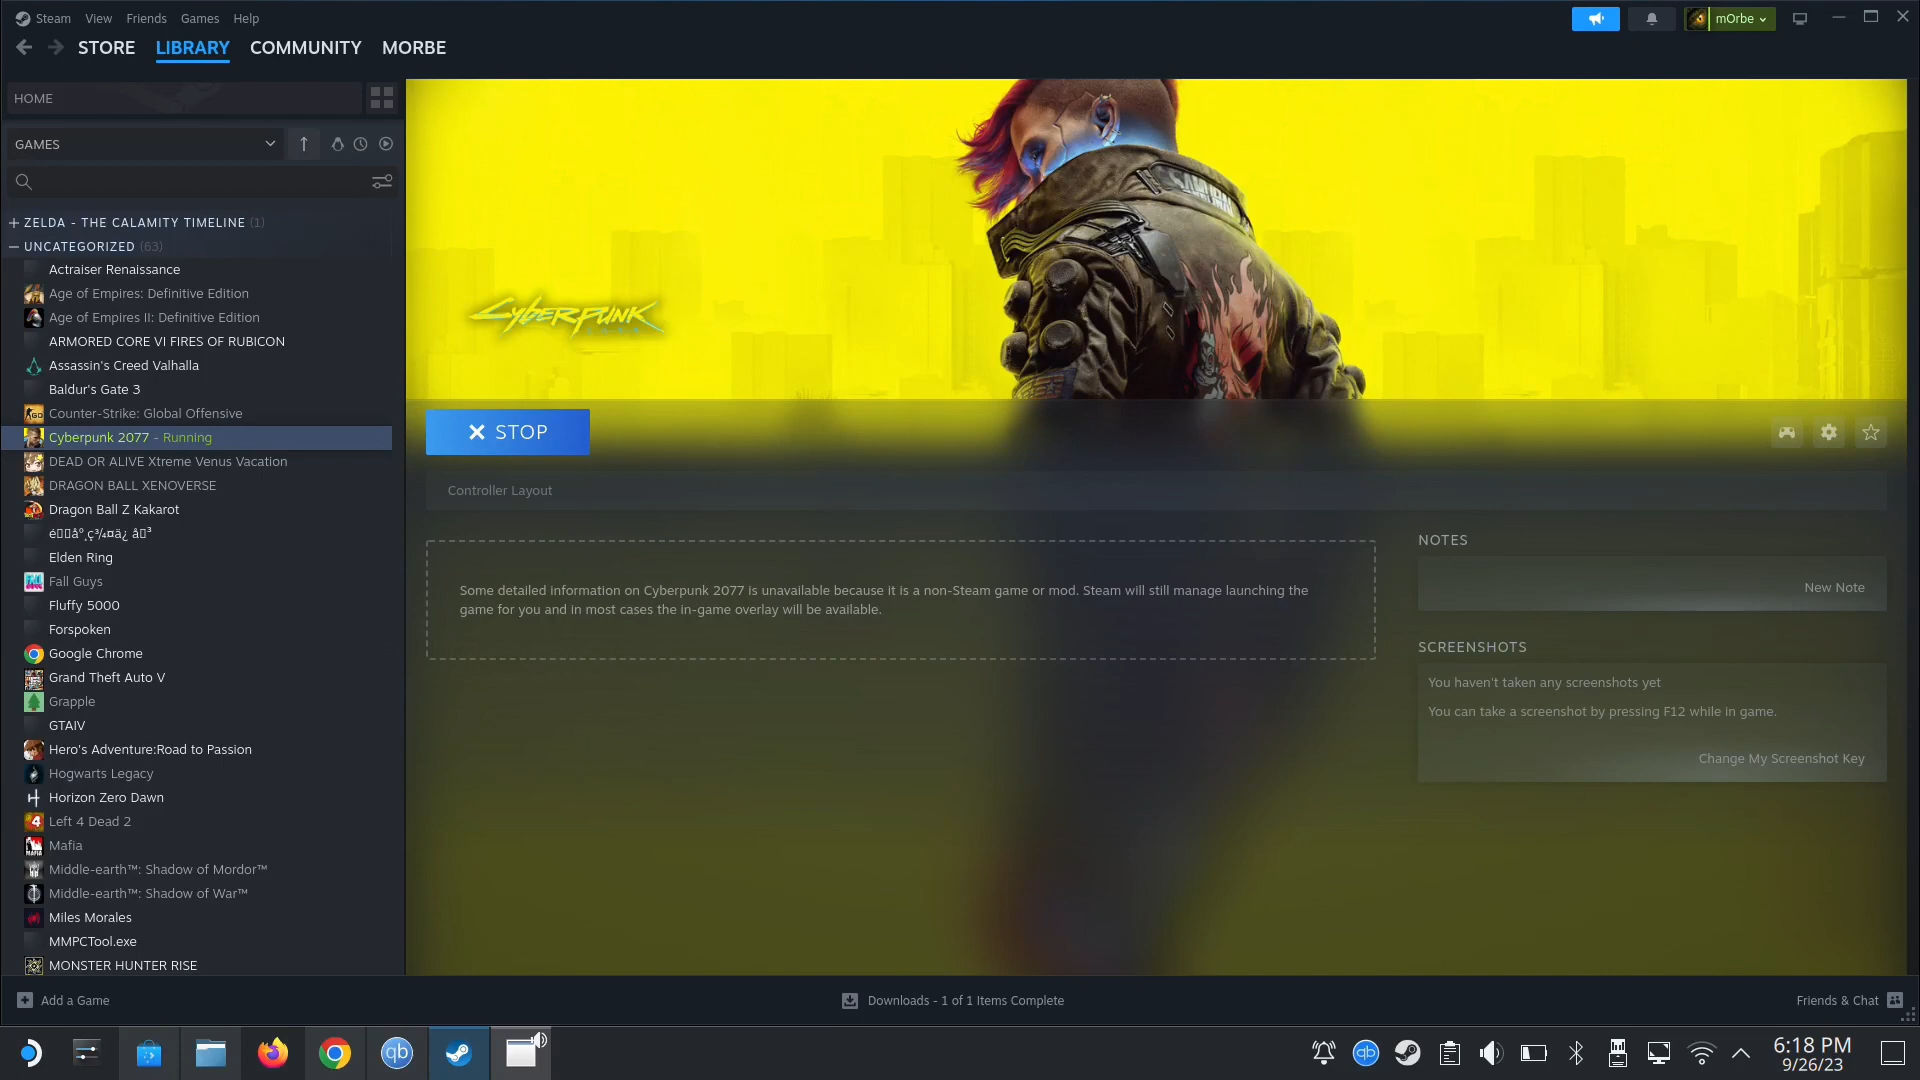 Steam View Friends Games Help
mOrbe
STORE LIBRARY COMMUNITY MORBE
HOME
GAMES
ZELDA - THE CALAMITY TIMELINE (1)
UNCATEGORIZED (63)
Actraiser Renaissance
Age of Empires: Definitive Edition
Age of Empires II: Definitive Edition
ARMORED CORE VI FIRES OF RUBICON
Assassin's Creed Valhalla
Baldur's Gate 3
Counter-Strike: Global Offensive
Cyberpunk 2077 - Running
DEAD OR ALIVE Xtreme Venus Vacation
DRAGON BALL XENOVERSE
Dragon Ball Z Kakarot
Elden Ring
Fall Guys
Fluffy 5000
Forspoken
Google Chrome
Grand Theft Auto V
Grapple
GTAIV
Hero's Adventure:Road to Passion
Hogwarts Legacy
Horizon Zero Dawn
Left 4 Dead 2
Mafia
Middle-earth™: Shadow of Mordor™
Middle-earth™: Shadow of War™
Miles Morales
MMPCTool.exe
MONSTER HUNTER RISE
Add a Game
SAMURAI
Cyberpunk
STOP
Controller Layout
Some detailed information on Cyberpunk 2077 is unavailable because it is a non-Steam game or mod. Steam will still manage launching the
game for you and in most cases the in-game overlay will be available.
NOTES
New Note
SCREENSHOTS
You haven't taken any screenshots yet
You can take a screenshot by pressing F12 while in game.
Change My Screenshot Key
Downloads - 1 of 1 Items Complete
Friends & Chat
qb
qb
6:18 PM
9/26/23